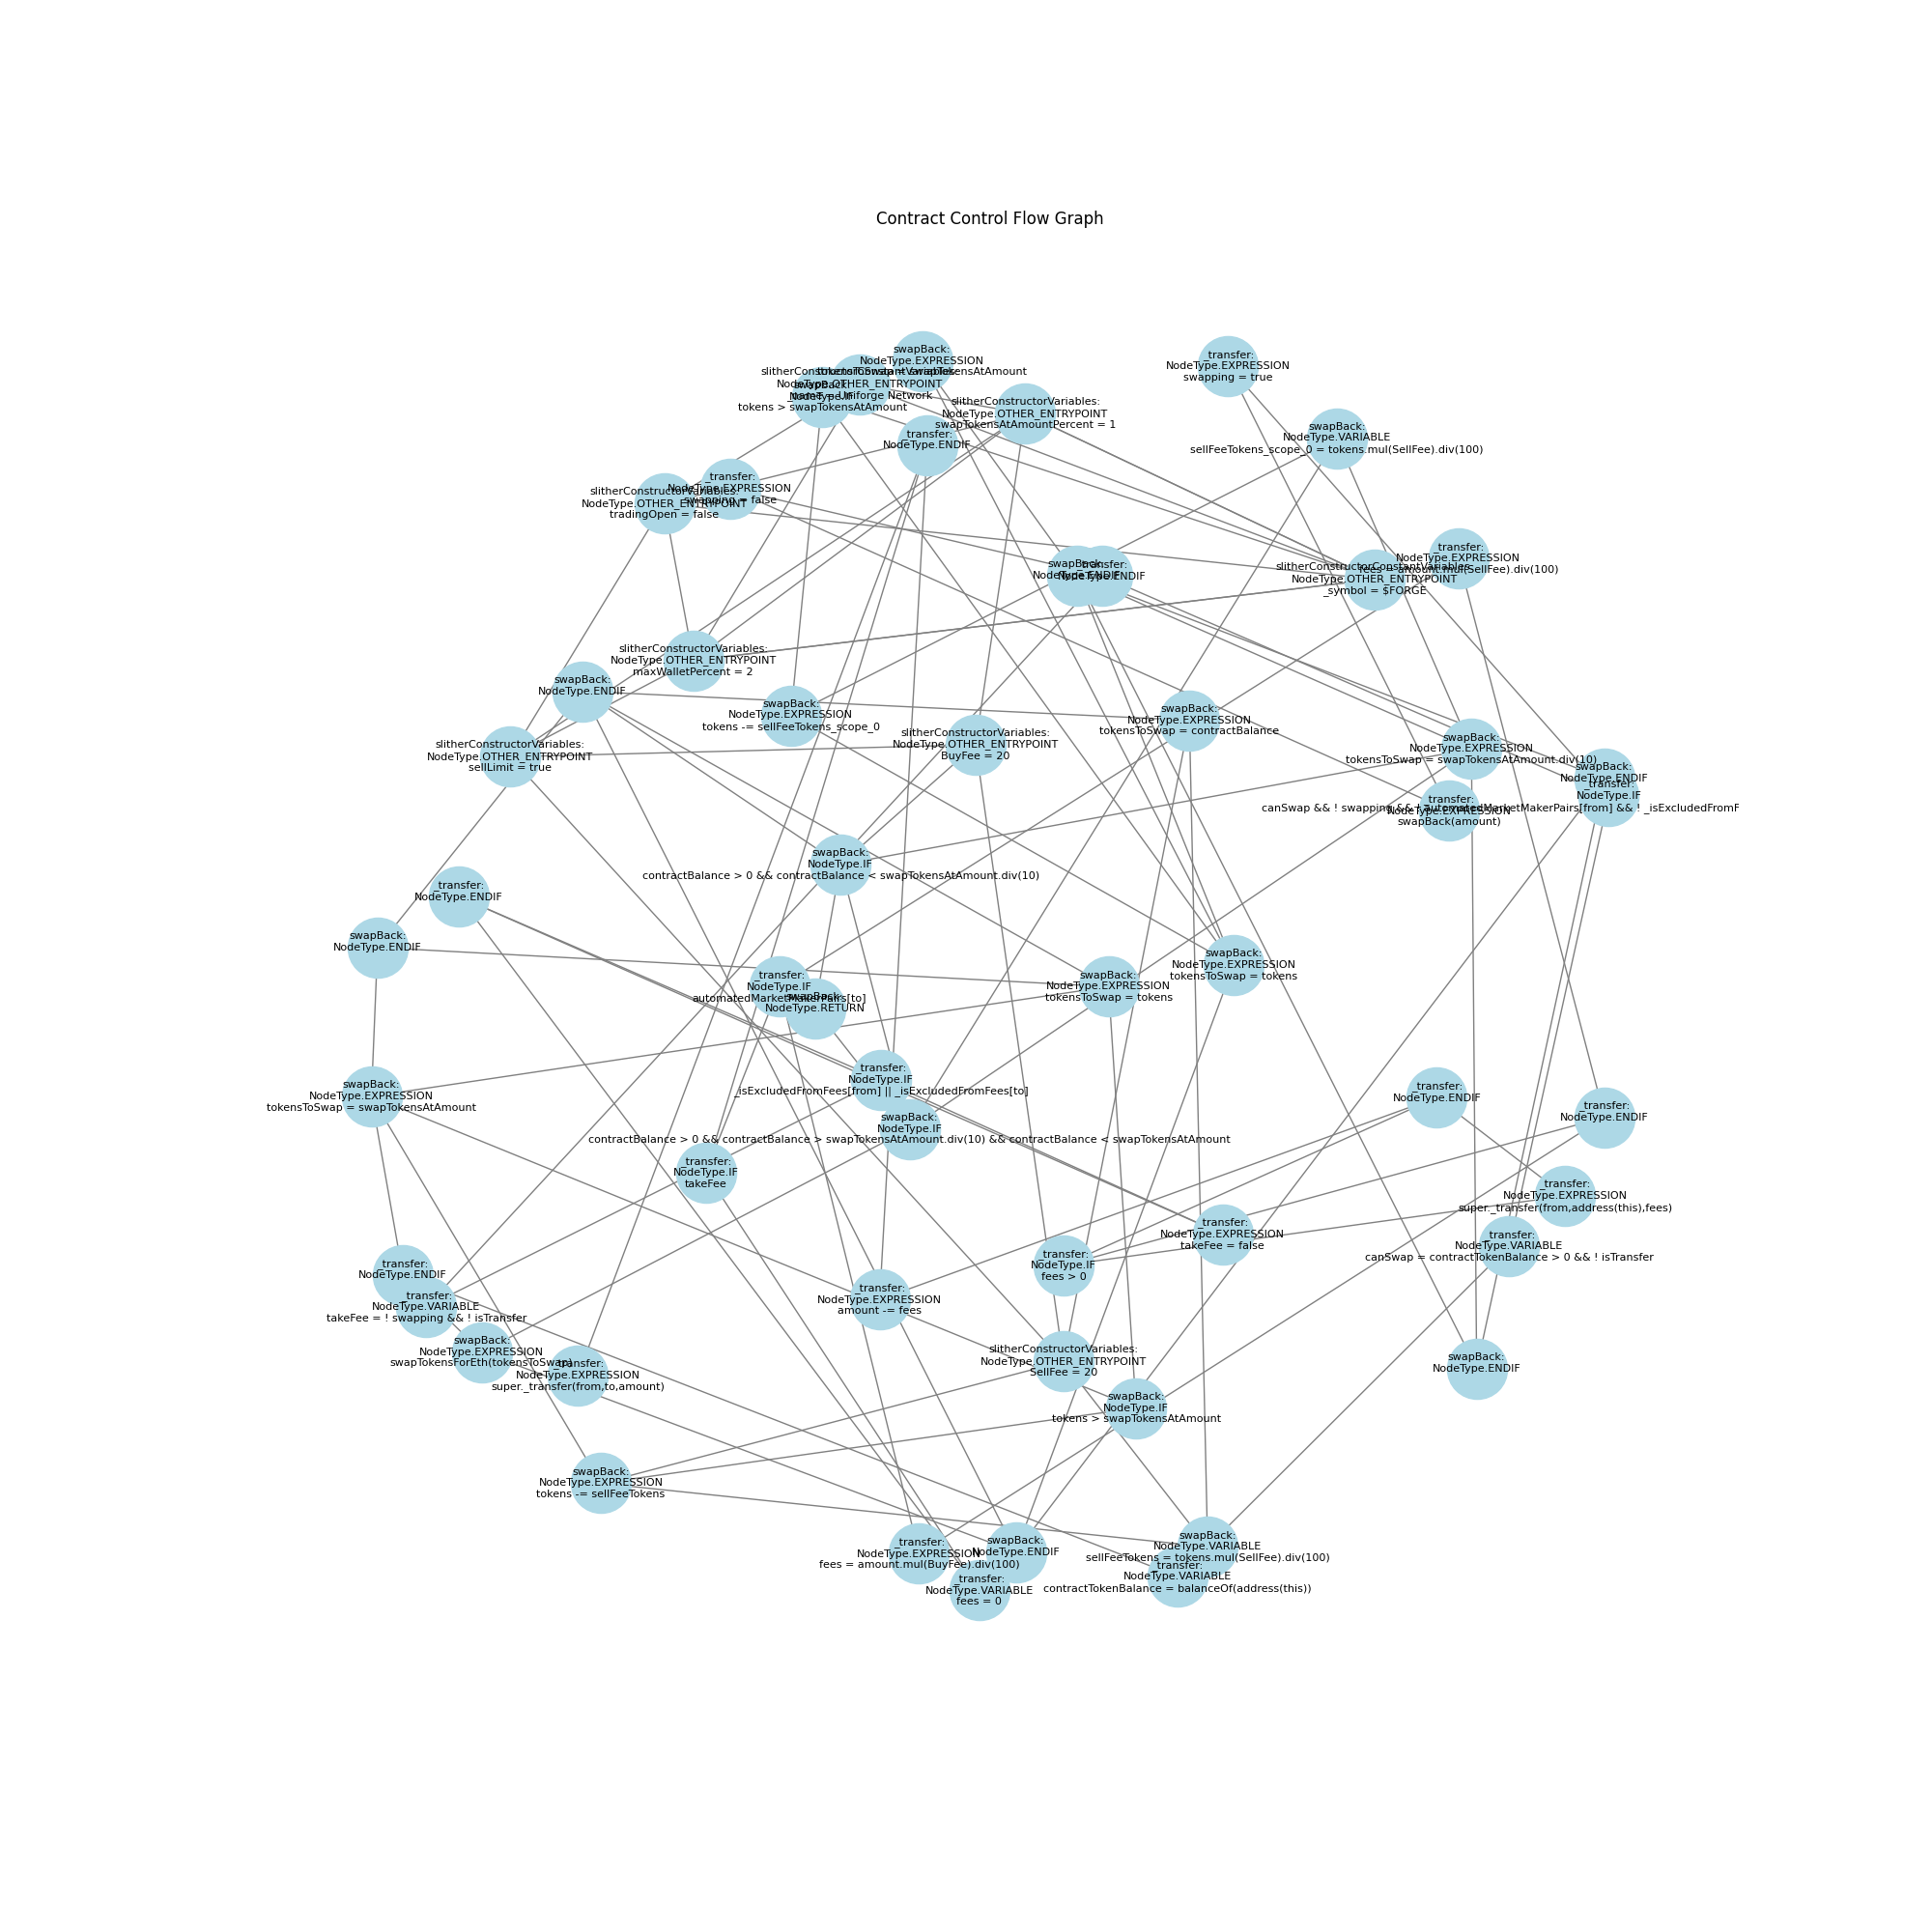 Contract Control Flow Graph
swapBack:
NodeType.EXPRESSION
tokensToSwap = swapTokensAtAmount
_transfer:
NodeType.EXPRESSION
swapping = true
slitherConstructorConstantVariables:
NodeType.OTHER_ENTRYPOINT
_name = Uniforge Network
swapBack:
NodeType.IF
tokens > swapTokensAtAmount
slitherConstructorVariables:
NodeType.OTHER_ENTRYPOINT
swapTokensAtAmountPercent = 1
swapBack:
NodeType.VARIABLE
sellFeeTokens_scope_0 = tokens.mul(SellFee).div(100)
_transfer:
NodeType.ENDIF
_transfer:
NodeType.EXPRESSION
swapping = false
slitherConstructorVariables:
NodeType.OTHER_ENTRYPOINT
tradingOpen = false
_transfer:
NodeType.EXPRESSION
fees = amount.mul(SellFee).div(100)
swapBack:
NodeType.ENDIF
_transfer:
NodeType.ENDIF
slitherConstructorConstantVariables:
NodeType.OTHER_ENTRYPOINT
_symbol = $FORGE
slitherConstructorVariables:
NodeType.OTHER_ENTRYPOINT
maxWalletPercent = 2
swapBack:
NodeType.ENDIF
swapBack:
NodeType.EXPRESSION
tokens -= sellFeeTokens_scope_0
swapBack:
NodeType.EXPRESSION
tokensToSwap = contractBalance
slitherConstructorVariables:
NodeType.OTHER_ENTRYPOINT
BuyFee = 20
slitherConstructorVariables:
NodeType.OTHER_ENTRYPOINT
sellLimit = true
swapBack:
NodeType.EXPRESSION
tokensToSwap = swapTokensAtAmount.div(10)
swapBack:
NodeType.ENDIF
_transfer:
NodeType.IF
canSwap && ! swapping && ! automatedMarketMakerPairs[from] && ! _isExcludedFromF
_transfer:
NodeType.EXPRESSION
swapBack(amount)
swapBack:
NodeType.IF
contractBalance > 0 && contractBalance < swapTokensAtAmount.div(10)
_transfer:
NodeType.ENDIF
swapBack:
NodeType.ENDIF
swapBack:
NodeType.EXPRESSION
tokensToSwap = tokens
_transfer:
NodeType.IF
automatedMarketMakerPairs[to]
swapBack:
NodeType.RETURN
swapBack:
NodeType.EXPRESSION
tokensToSwap = tokens
_transfer:
NodeType.IF
_isExcludedFromFees[from] || _isExcludedFromFees[to]
swapBack:
NodeType.EXPRESSION
tokensToSwap = swapTokensAtAmount
_transfer:
NodeType.ENDIF
_transfer:
NodeType.ENDIF
swapBack:
NodeType.IF
contractBalance > 0 && contractBalance > swapTokensAtAmount.div(10) && contractBalance < swapTokensAtAmount
_transfer:
NodeType.IF
takeFee
_transfer:
NodeType.EXPRESSION
super._transfer(from,address(this),fees)
_transfer:
NodeType.EXPRESSION
takeFee = false
_transfer:
NodeType.VARIABLE
canSwap = contractTokenBalance > 0 && ! isTransfer
_transfer:
NodeType.IF
fees > 0
_transfer:
NodeType.ENDIF
_transfer:
NodeType.VARIABLE
takeFee = ! swapping && ! isTransfer
_transfer:
NodeType.EXPRESSION
amount -= fees
swapBack:
NodeType.EXPRESSION
swapTokensForEth(tokensToSwap)
_transfer:
NodeType.EXPRESSION
super._transfer(from,to,amount)
slitherConstructorVariables:
NodeType.OTHER_ENTRYPOINT
SellFee = 20
swapBack:
NodeType.ENDIF
swapBack:
NodeType.IF
tokens > swapTokensAtAmount
swapBack:
NodeType.EXPRESSION
tokens -= sellFeeTokens
_transfer:
NodeType.EXPRESSION
fees = amount.mul(BuyFee).div(100)
swapBack:
NodeType.ENDIF
swapBack:
NodeType.VARIABLE
sellFeeTokens = tokens.mul(SellFee).div(100)
_transfer:
NodeType.VARIABLE
contractTokenBalance = balanceOf(address(this))
_transfer:
NodeType.VARIABLE
fees = 0